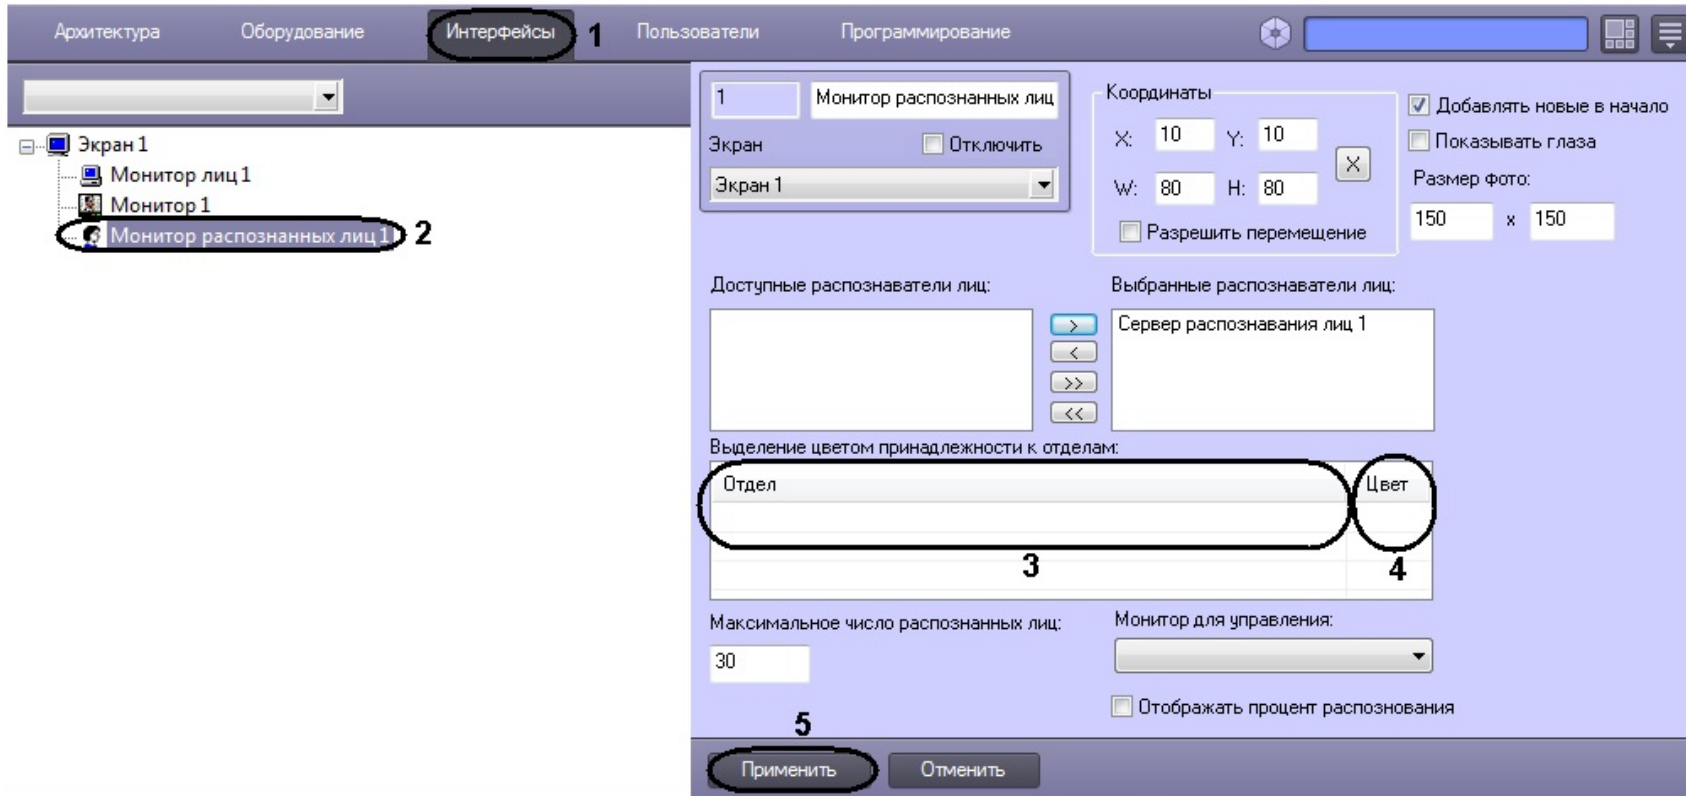 Архитектура Оборудование Интерфейсы 1 Пользователи Программирование
Экран 1
Монитор лиц 1
Монитор 1
Монитор распознанных лиц 1 2
1 Монитор распознанных лиц
Экран Отключить
Экран 1
Координаты
X: 10 Y: 10
X
W: 80 H: 80
Разрешить перемещение
Добавлять новые в начало
Показывать глаза
Размер фото:
150 x 150
Доступные распознаватели лиц: Выбранные распознаватели лиц:
> Сервер распознавания лиц 1
<
>>
<<
Выделение цветом принадлежности к отделам:
Отдел Цвет
3 4
Максимальное число распознанных лиц: Монитор для управления:
30
Отображать процент распознования
5
Применить Отменить